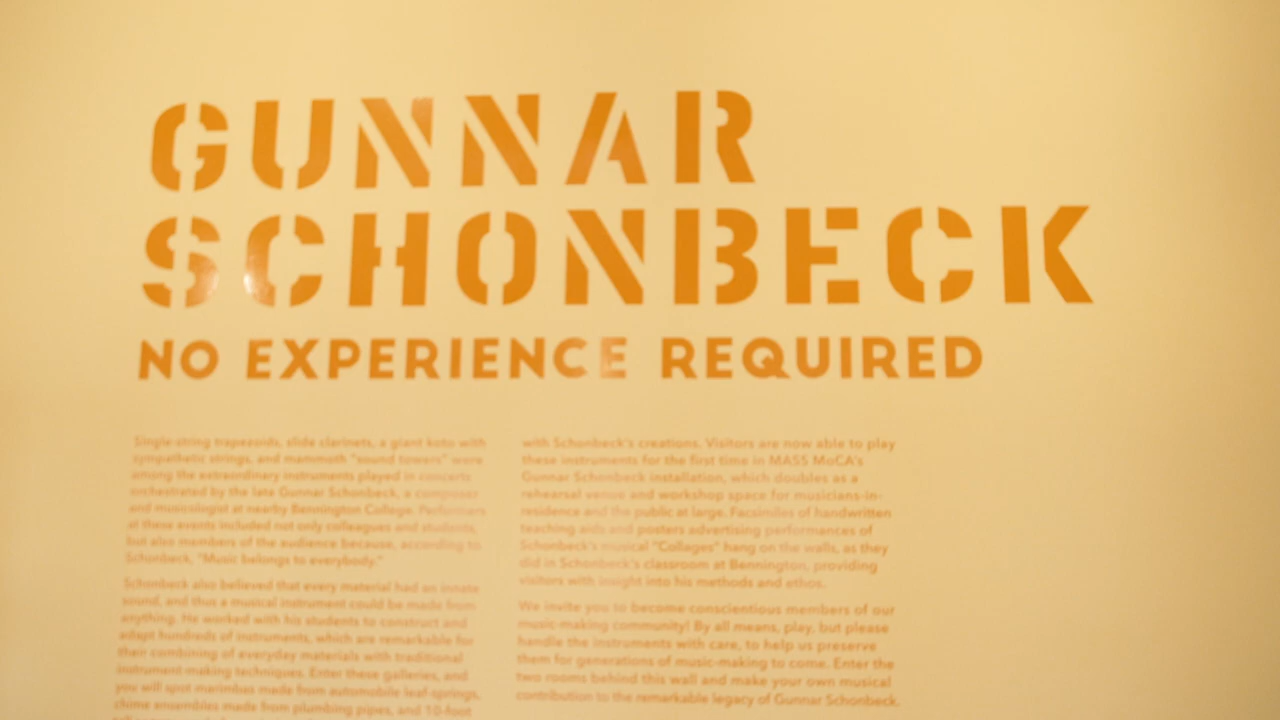 GUNNAR
SCHONBECK
NO EXPERIENCE REQUIRED
Single-string trapezoids, slide clarinets, a giant koto with
sympathetic strings, and mammoth "sound towers" were
among the extraordinary instruments played in concerts
orchestrated by the late Gunnar Schonbeck, a composer
and musicologist at nearby Bennington College. Performers
at these events included not only colleagues and students,
but also members of the audience because, according to
Schonbeck, "Music belongs to everybody."
Schonbeck also believed that every material had an innate
sound, and thus a musical instrument could be made from
anything. He worked with his students to construct and
adapt hundreds of instruments, which are remarkable for
their combining of everyday materials with traditional
instrument-making techniques. Enter these galleries, and
you will spot marimbas made from automobile leaf-springs,
chime ensembles made from plumbing pipes, and 10-foot
with Schonbeck's creations. Visitors are now able to play
these instruments for the first time in MASS MoCA's
Gunnar Schonbeck installation, which doubles as a
rehearsal venue and workshop space for musicians-in-
residence and the public at large. Facsimiles of handwritten
teaching aids and posters advertising performances of
Schonbeck's musical "Collages" hang on the walls, as they
did in Schonbeck's classroom at Bennington, providing
visitors with insight into his methods and ethos.
We invite you to become conscientious members of our
music-making community! By all means, play, but please
handle the instruments with care, to help us preserve
them for generations of music-making to come. Enter the
two rooms behind this wall and make your own musical
contribution to the remarkable legacy of Gunnar Schonbeck.